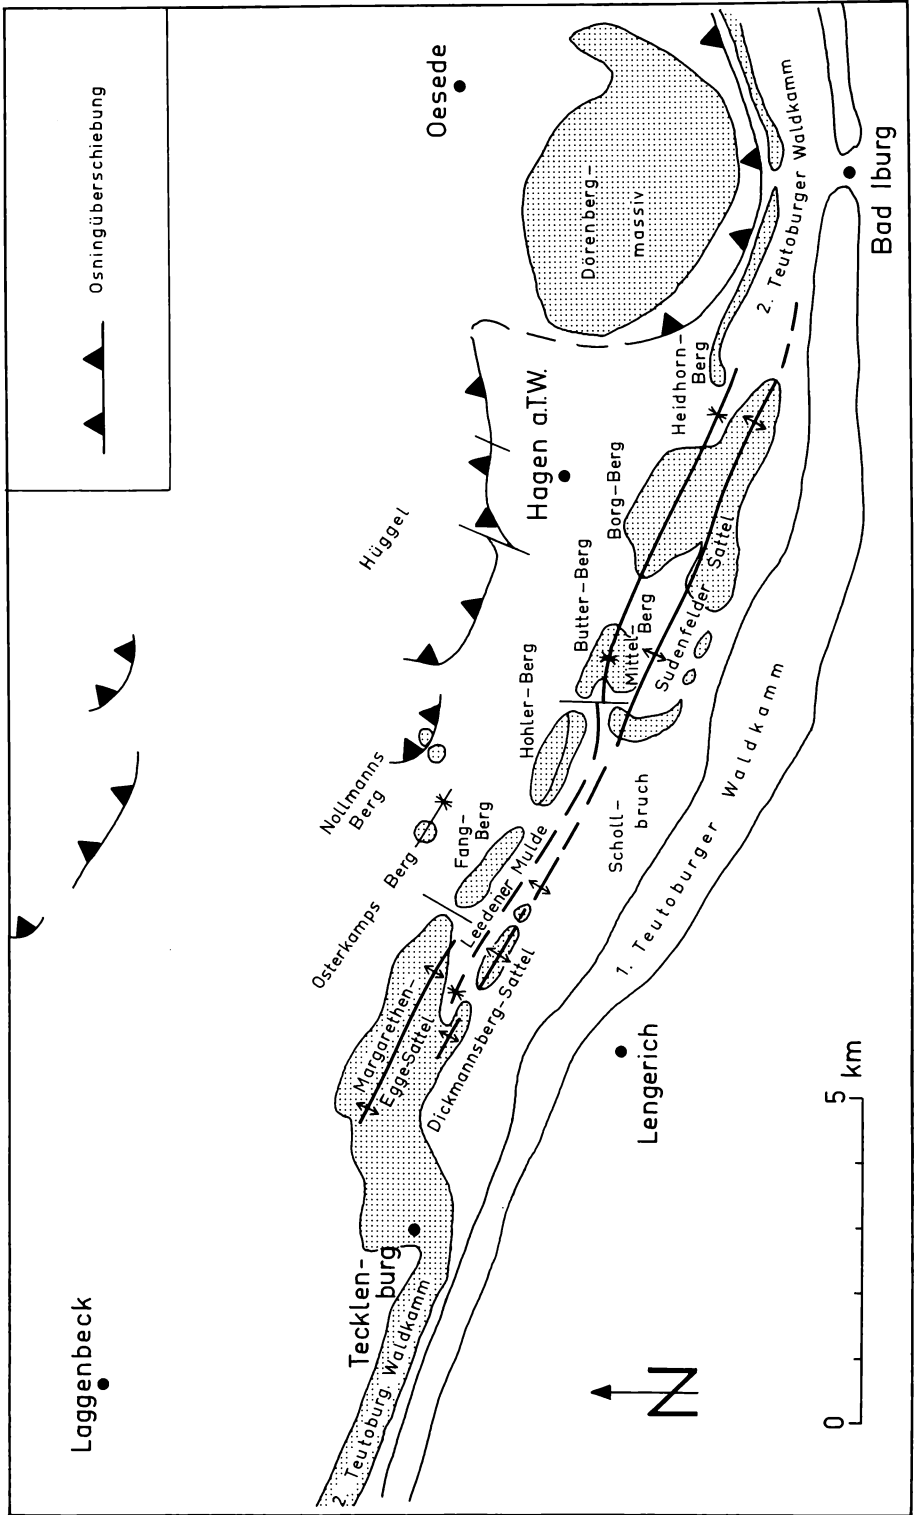 Osningüberschiebung
Laggenbeck
Oesede
Hüggel
Hagen a.T.W.
Dörenberg–
massiv
Nollmanns
Berg
Osterkamps Berg
Fang–
Berg
Hohler–Berg
Butter–Berg
Borg–Berg
Heidhorn–
Berg
Mittel–
Berg
Sudenfelder Sattel
2. Teutoburger Waldkamm
Bad Iburg
Margarethen–
Egge–Sattel
Leedener Mulde
Dickmannsberg–Sattel
Scholl–
bruch
Tecklen–
burg
2. Teutoburg. Waldkamm
1. Teutoburger Waldkamm
Lengerich
N
0 5 km